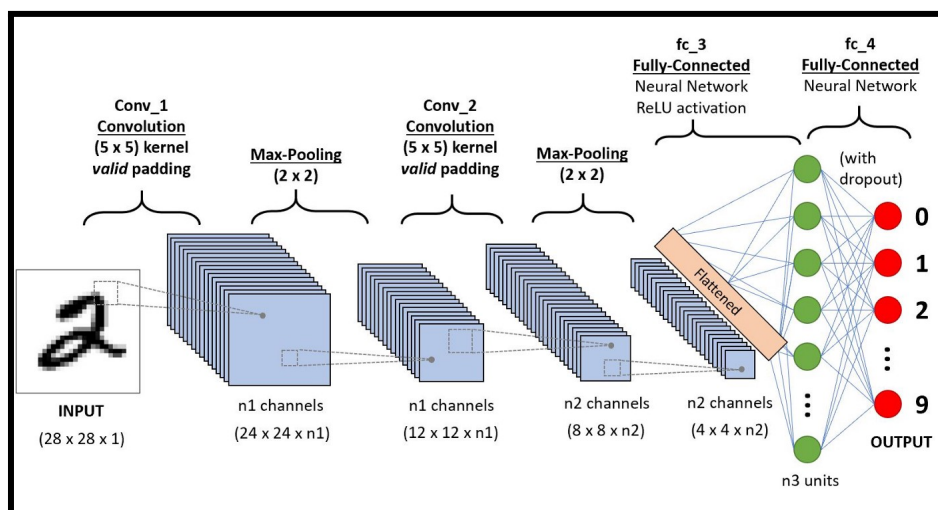 Conv_1
Convolution
(5 x 5) kernel
valid padding
Max-Pooling
(2 x 2)
Conv_2
Convolution
(5 x 5) kernel
valid padding
Max-Pooling
(2 x 2)
fc_3
Fully-Connected
Neural Network
ReLU activation
fc_4
Fully-Connected
Neural Network
(with
dropout)
2
INPUT
(28 x 28 x 1)
n1 channels
(24 x 24 x n1)
n1 channels
(12 x 12 x n1)
n2 channels
(8 x 8 x n2)
n2 channels
(4 x 4 x n2)
Flattened
n3 units
0
1
2
9
OUTPUT